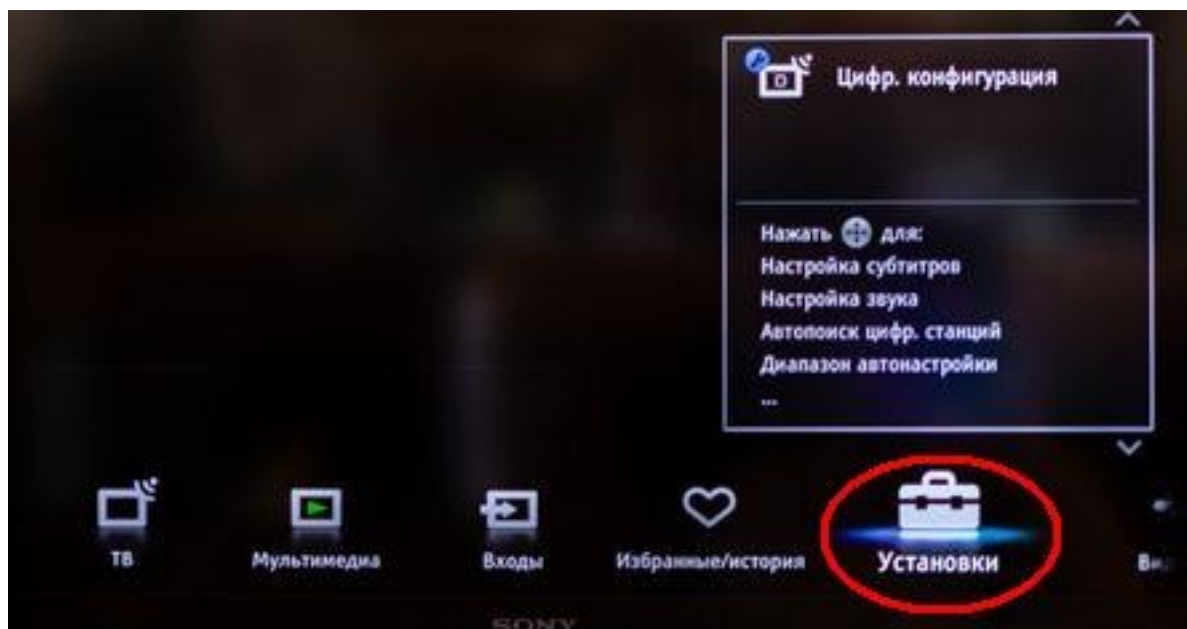 Цифр. конфигурация
Нажать для:
Настройка субтитров
Настройка звука
Автопоиск цифр. станций
Диапазон автонастройки
...
ТВ
Мультимедиа
Входы
Избранные/история
Установки
SONY